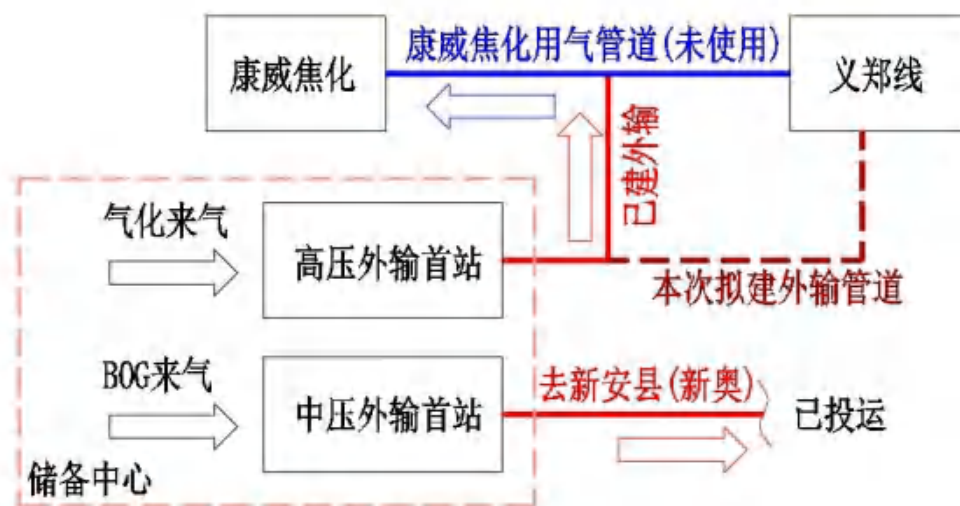 康威焦化用气管道(未使用)
康威焦化
义郑线
已建外输
气化来气
高压外输首站
本次拟建外输管道
BOG来气
中压外输首站
去新安县(新奥)
已投运
储备中心